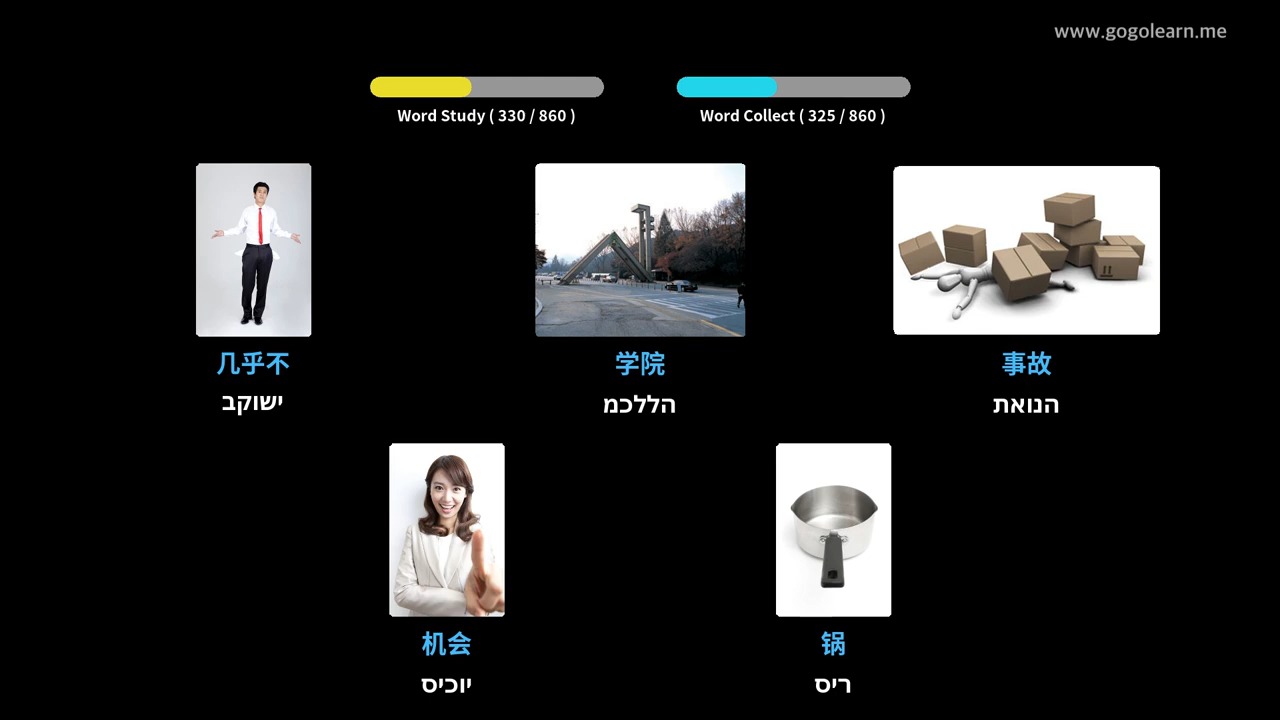 www.gogolearn.me
Word Study ( 330 / 860 )
Word Collect ( 325 / 860 )
几乎不
ישוקב
学院
הללכמ
事故
הנואת
机会
יוכיס
锅
ריס